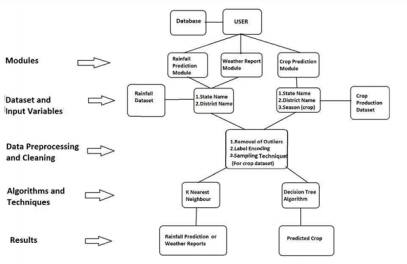 Database
USER
Modules
Rainfall
Prediction
Module
Weather Report
Module
Crop Prediction
Module
Dataset and
Input Variables
Rainfall
Dataset
1.State Name
2.District Name
1.State Name
2.District Name
3.Season (crop)
Crop
Production
Dataset
Data Preprocessing
and Cleaning
1.Removal of Outliers
2.Label Encoding
3.Sampling Technique
(For crop dataset)
Algorithms and
Techniques
K Nearest
Neighbour
Decision Tree
Algorithm
Results
Rainfall Prediction or
Weather Reports
Predicted Crop